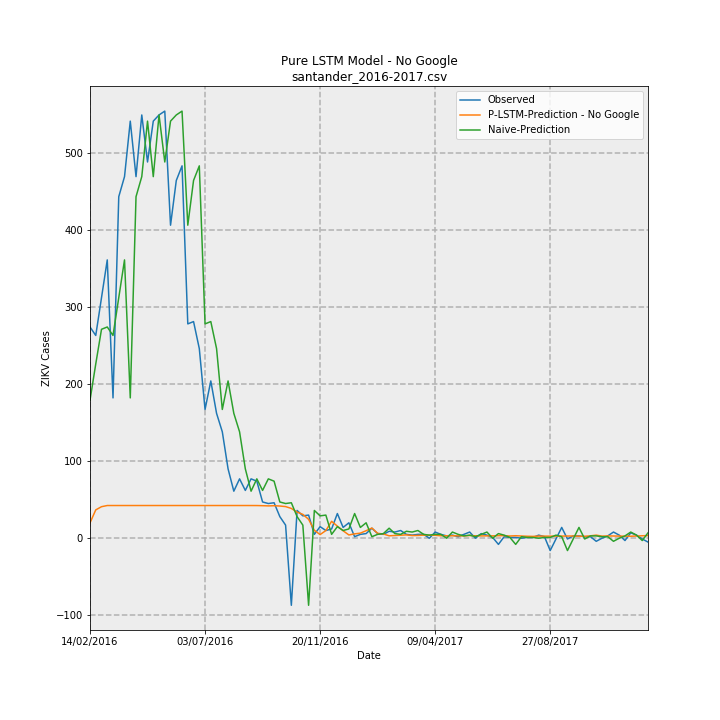 Pure LSTM Model - No Google
santander_2016-2017.csv
Observed
P-LSTM-Prediction - No Google
Naive-Prediction
500
400
300
200
100
0
−100
ZIKV Cases
14/02/2016
03/07/2016
20/11/2016
09/04/2017
27/08/2017
Date